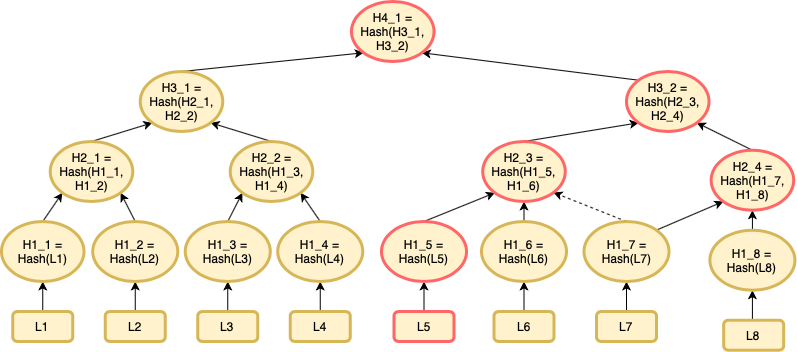 H4_1 =
Hash(H3_1,
H3_2)
H3_1 =
Hash(H2_1,
H2_2)
H3_2 =
Hash(H2_3,
H2_4)
H2_1 =
Hash(H1_1,
H1_2)
H2_2 =
Hash(H1_3,
H1_4)
H2_3 =
Hash(H1_5,
H1_6)
H2_4 =
Hash(H1_7,
H1_8)
H1_1 =
Hash(L1)
H1_2 =
Hash(L2)
H1_3 =
Hash(L3)
H1_4 =
Hash(L4)
H1_5 =
Hash(L5)
H1_6 =
Hash(L6)
H1_7 =
Hash(L7)
H1_8 =
Hash(L8)
L1
L2
L3
L4
L5
L6
L7
L8